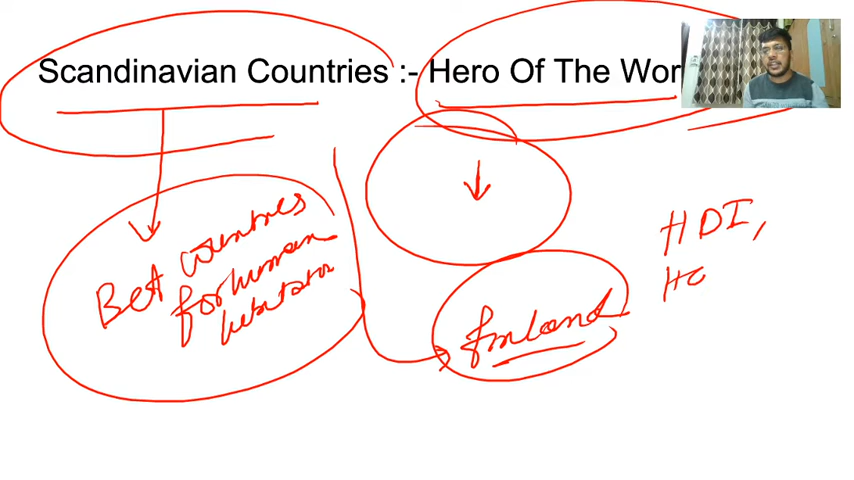 Scandinavian Countries :- Hero Of The Wor
Best countries
for human
habitation
finland
HDI,
HC